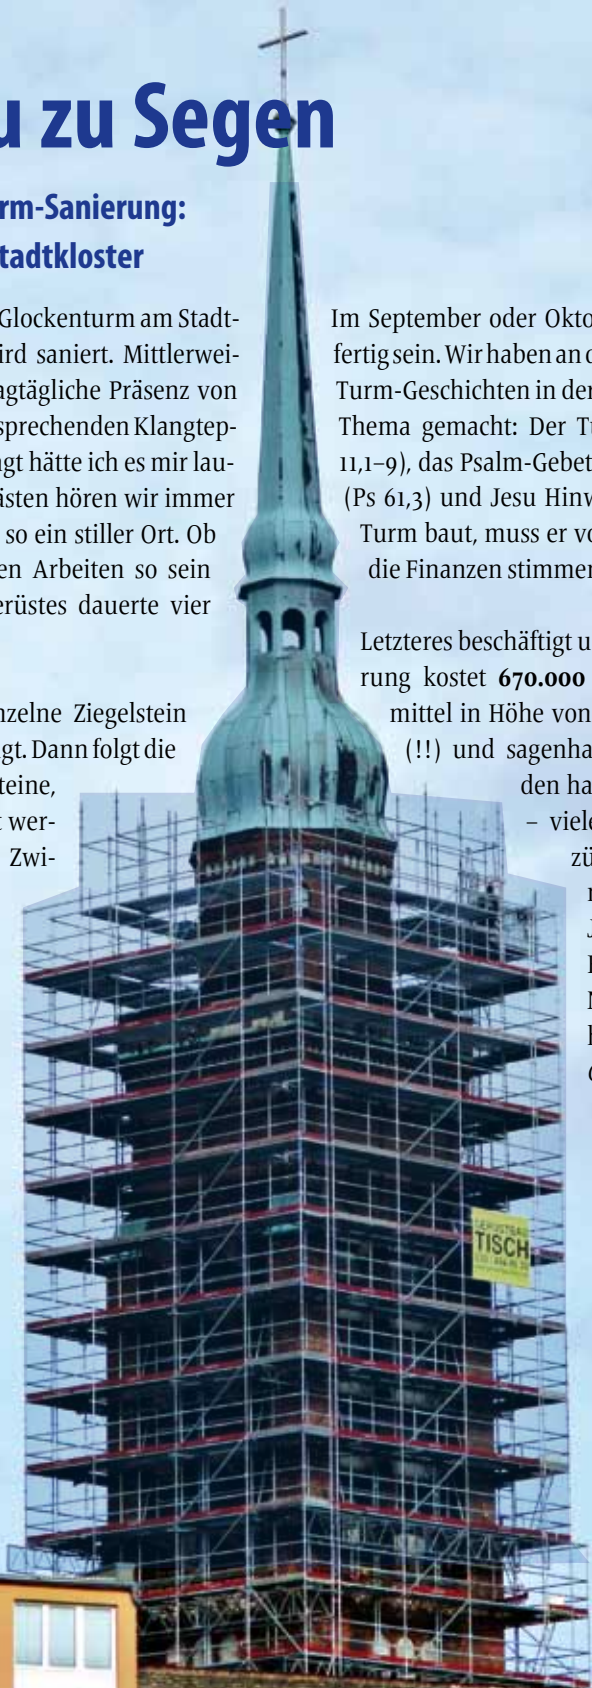 u zu Segen
rm-Sanierung:
tadtkloster
Glockenturm am Stadt-
ird saniert. Mittlerwei-
agtägliche Präsenz von
sprechenden Klangtep-
gt hätte ich es mir lau-
ästen hören wir immer
so ein stiller Ort. Ob
en Arbeiten so sein
erüstes dauerte vier
nzelne Ziegelstein
gt. Dann folgt die
teine,
t wer-
Zwi-
Im September oder Okto
fertig sein. Wir haben an d
Turm-Geschichten in der
Thema gemacht: Der Tu
11,1–9), das Psalm-Gebet
(Ps 61,3) und Jesu Hinw
Turm baut, muss er vo
die Finanzen stimmen
Letzteres beschäftigt u
rung kostet 670.000
mittel in Höhe von
(!!) und sagenha
den ha
– viele
zü
TISCH